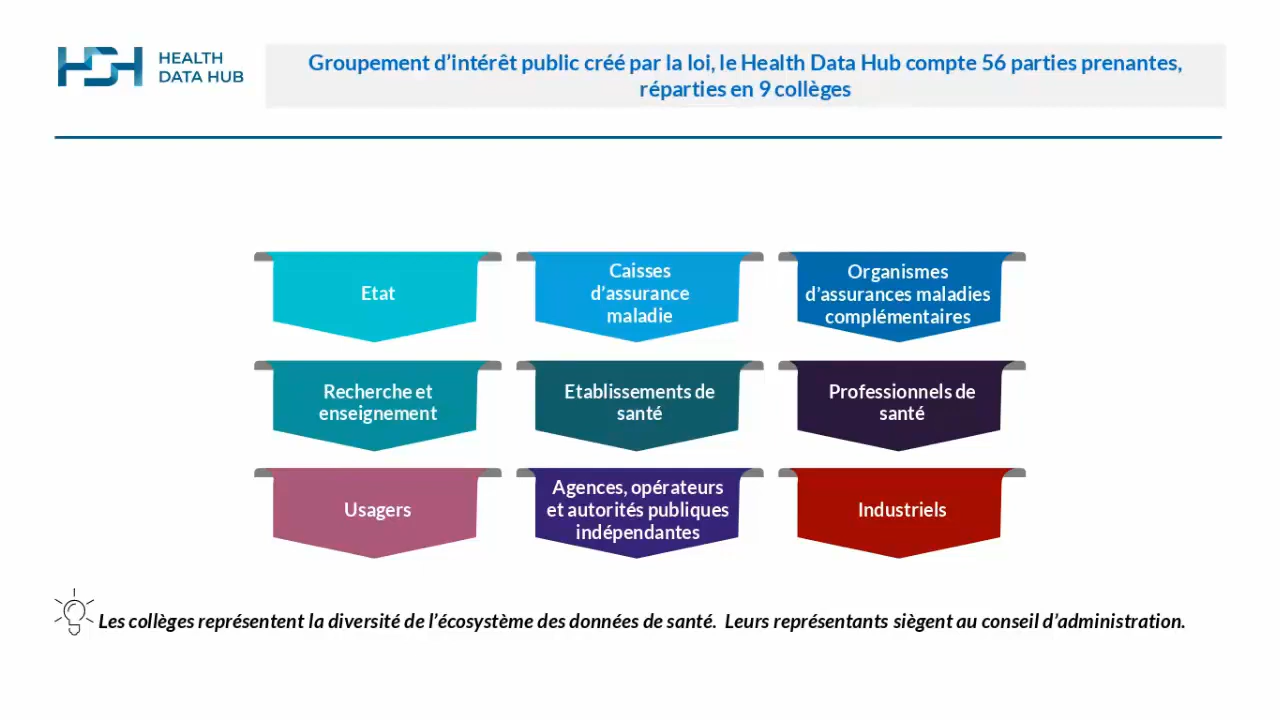 HEALTH
DATA HUB
Groupement d’intérêt public créé par la loi, le Health Data Hub compte 56 parties prenantes,
réparties en 9 collèges
Etat
Caisses
d’assurance
maladie
Organismes
d’assurances maladies
complémentaires
Recherche et
enseignement
Etablissements de
santé
Professionnels de
santé
Usagers
Agences, opérateurs
et autorités publiques
indépendantes
Industriels
Les collèges représentent la diversité de l’écosystème des données de santé.  Leurs représentants siègent au conseil d’administration.